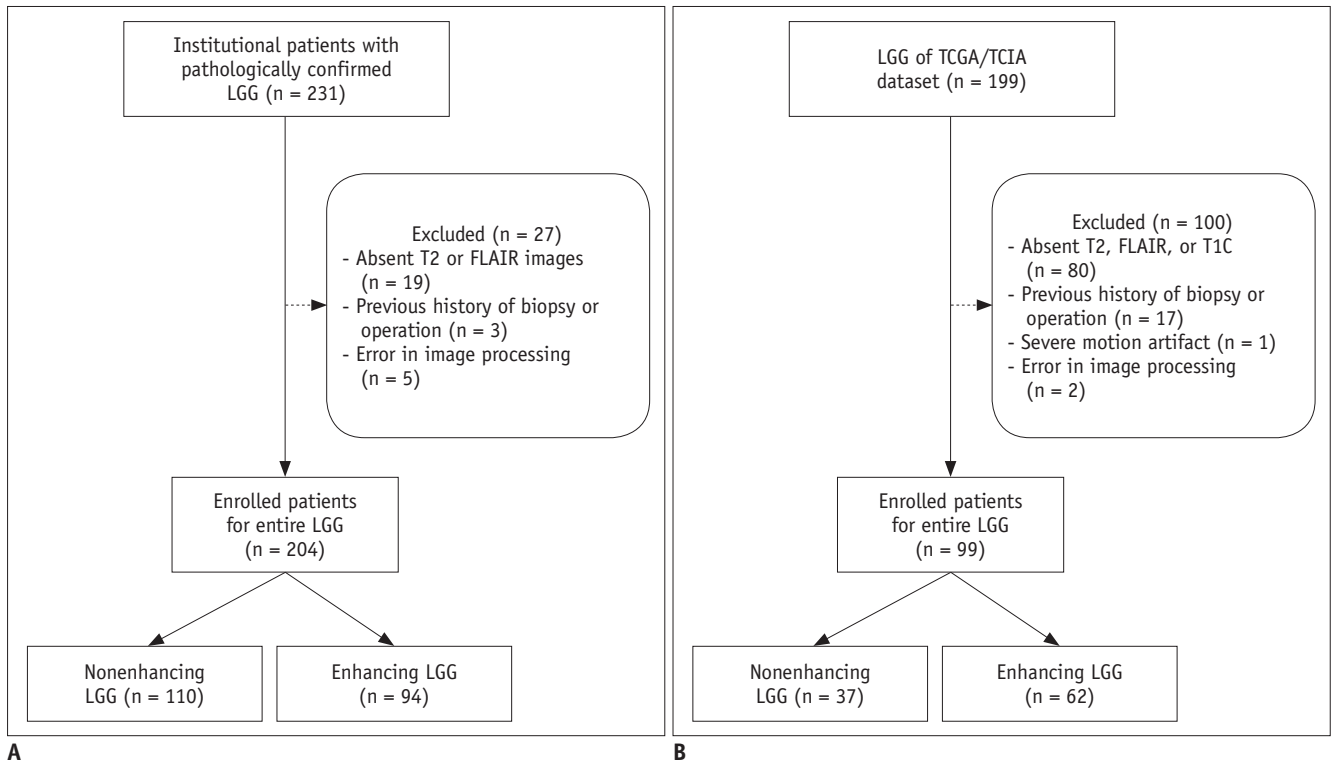 Institutional patients with
pathologically confirmed
LGG (n = 231)
Excluded (n = 27)
- Absent T2 or FLAIR images
(n = 19)
- Previous history of biopsy or
operation (n = 3)
- Error in image processing
(n = 5)
Enrolled patients
for entire LGG
(n = 204)
Nonenhancing
LGG (n = 110)
Enhancing LGG
(n = 94)
A
LGG of TCGA/TCIA
dataset (n = 199)
Excluded (n = 100)
- Absent T2, FLAIR, or T1C
(n = 80)
- Previous history of biopsy or
operation (n = 17)
- Severe motion artifact (n = 1)
- Error in image processing
(n = 2)
Enrolled patients
for entire LGG
(n = 99)
Nonenhancing
LGG (n = 37)
Enhancing LGG
(n = 62)
B